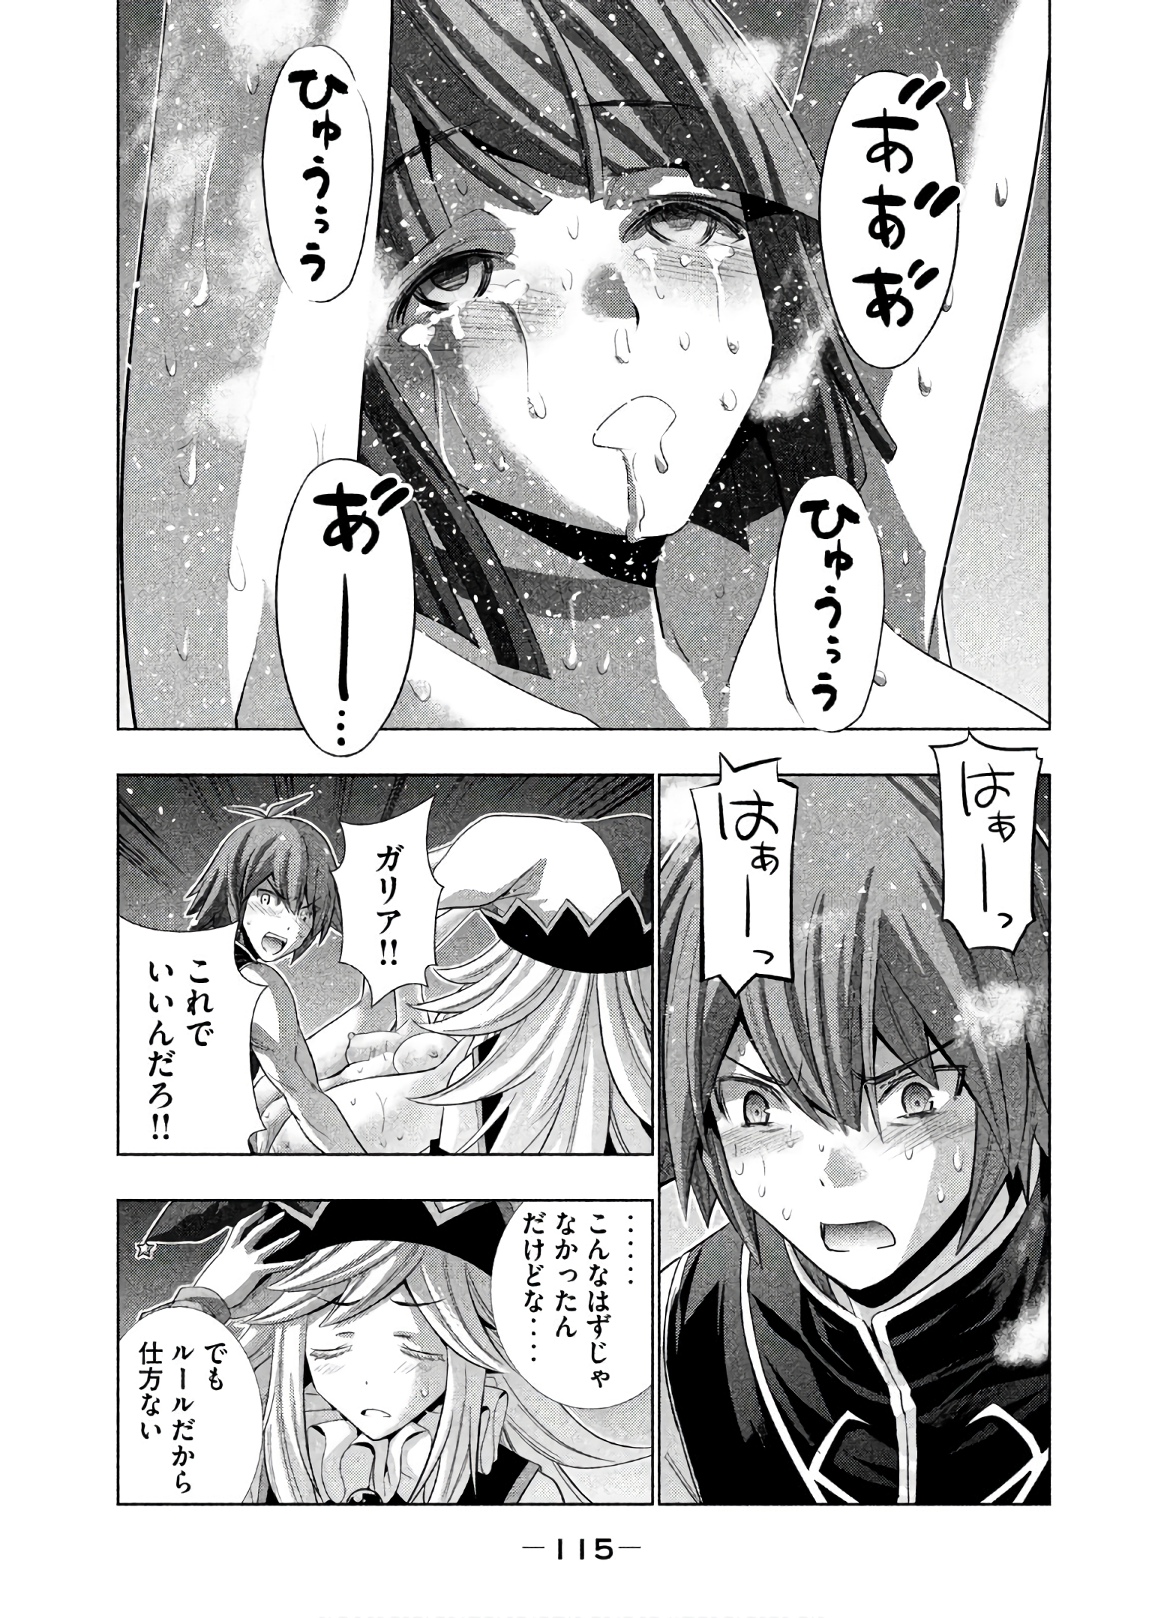 あ゛あ゛あ゛
ひゅうぅぅ
ひゅうぅぅ
あ゛ー…
はぁーっ
はぁーっ
ガリア!!
これで
いいんだろ!!
……
こんなはずじゃ
なかったん
だけどな‥‥
でも
ルールだから
仕方ない
—115—